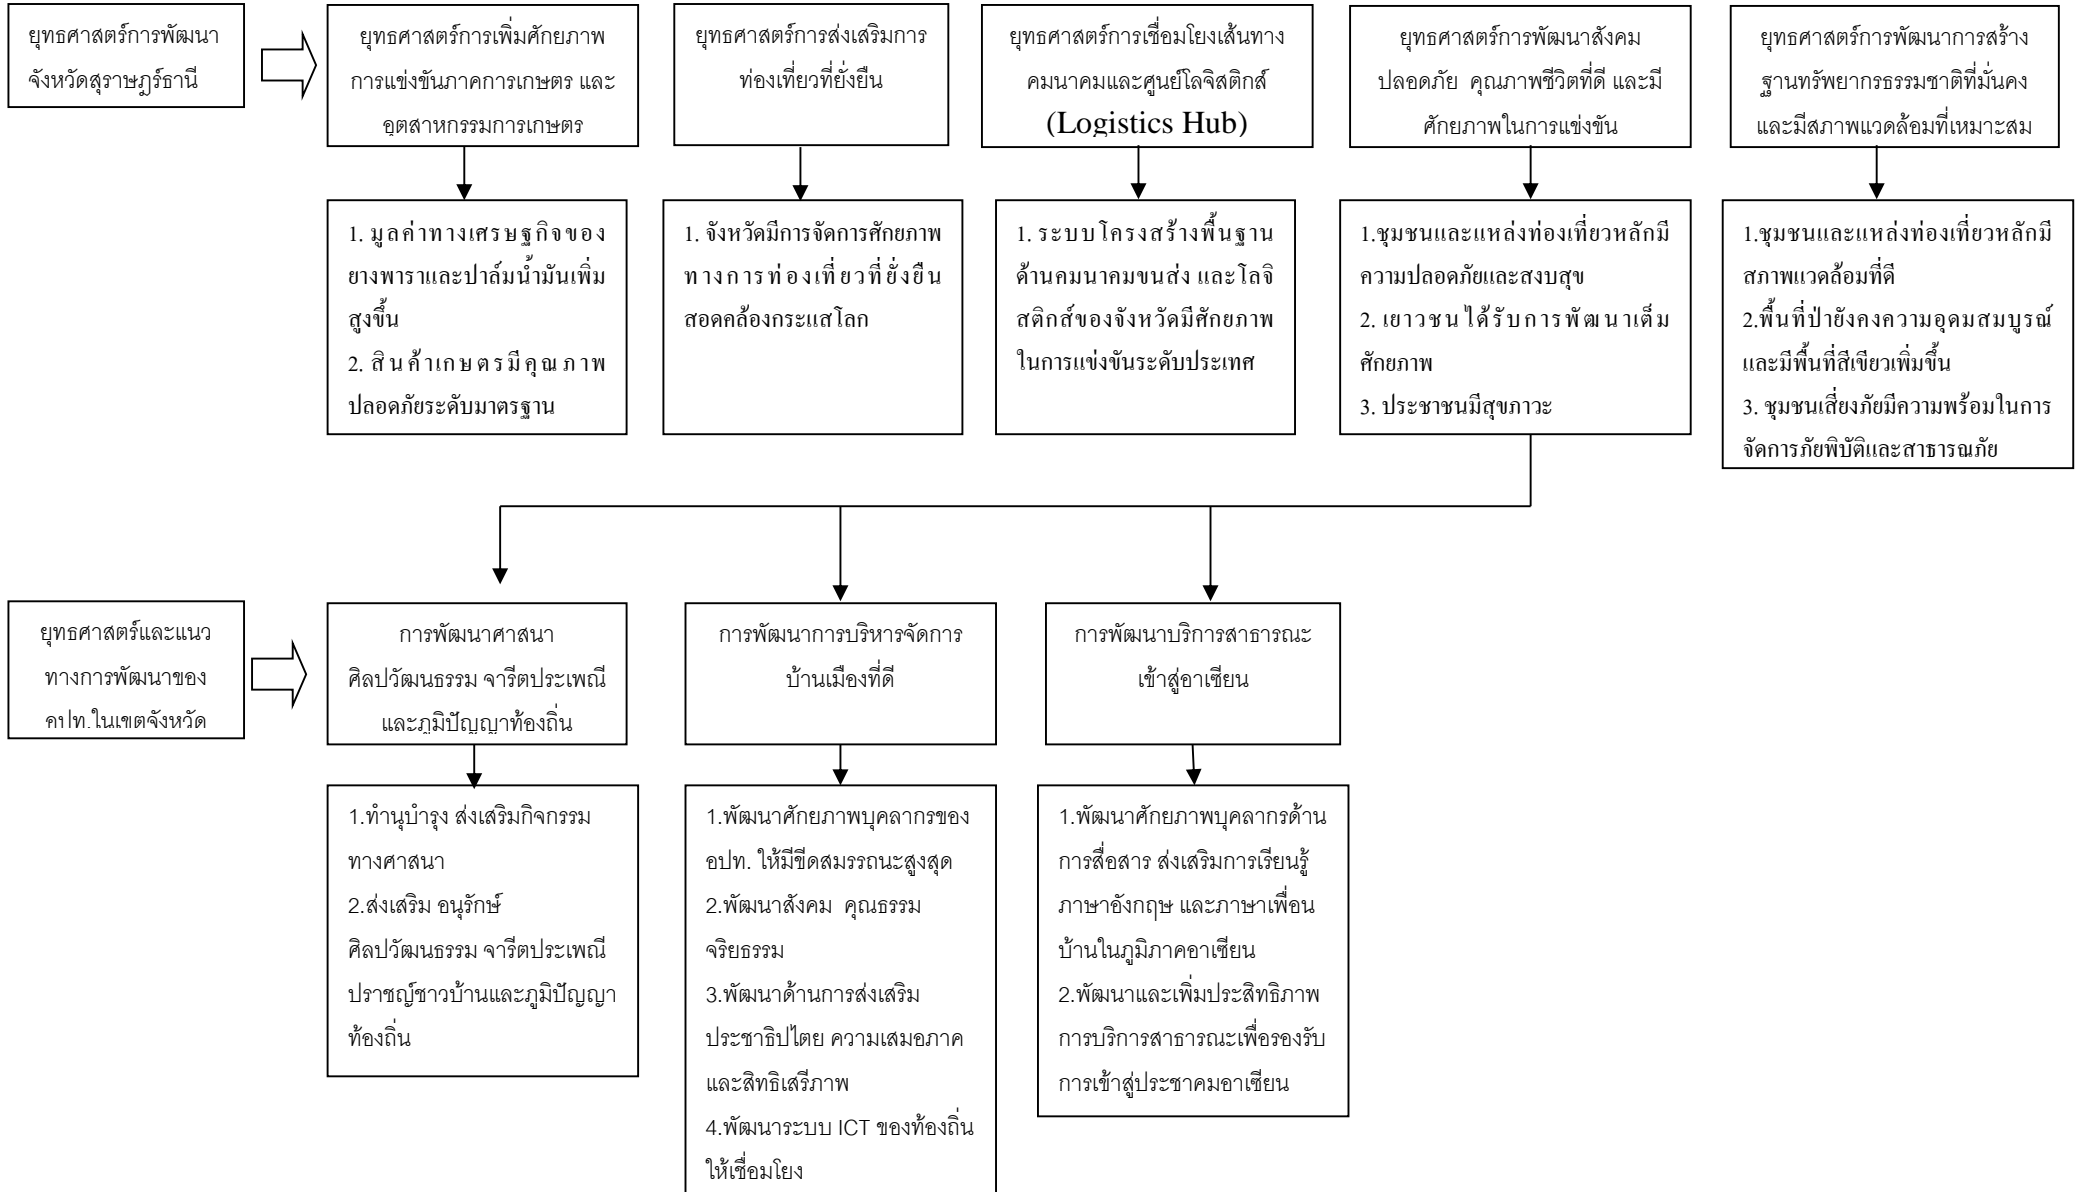 ยุทธศาสตร์การพัฒนา
จังหวัดสุราษฎร์ธานี
ยุทธศาสตร์การเพิ่มศักยภาพ
การแข่งขันภาคการเกษตร และ
อุตสาหกรรมการเกษตร
ยุทธศาสตร์การส่งเสริมการ
ท่องเที่ยวที่ยั่งยืน
ยุทธศาสตร์การเชื่อมโยงเส้นทาง
คมนาคมและศูนย์โลจิสติกส์
(Logistics Hub)
ยุทธศาสตร์การพัฒนาสังคม
ปลอดภัย คุณภาพชีวิตที่ดี และมี
ศักยภาพในการแข่งขัน
ยุทธศาสตร์การพัฒนาการสร้าง
ฐานทรัพยากรธรรมชาติที่มั่นคง
และมีสภาพแวดล้อมที่เหมาะสม
1. มูลค่าทางเศรษฐกิจของ
ยางพาราและปาล์มน้ำมันเพิ่ม
สูงขึ้น
2. สินค้าเกษตรมีคุณภาพ
ปลอดภัยระดับมาตรฐาน
1. จังหวัดมีการจัดการศักยภาพ
ทางการท่องเที่ยวที่ยั่งยืน
สอดคล้องกระแสโลก
1. ระบบโครงสร้างพื้นฐาน
ด้านคมนาคมขนส่ง และโลจิ
สติกส์ของจังหวัดมีศักยภาพ
ในการแข่งขันระดับประเทศ
1.ชุมชนและแหล่งท่องเที่ยวหลักมี
ความปลอดภัยและสงบสุข
2. เยาวชนได้รับการพัฒนาเต็ม
ศักยภาพ
3. ประชาชนมีสุขภาวะ
1.ชุมชนและแหล่งท่องเที่ยวหลักมี
สภาพแวดล้อมที่ดี
2.พื้นที่ป่ายังคงความอุดมสมบูรณ์
และมีพื้นที่สีเขียวเพิ่มขึ้น
3. ชุมชนเสี่ยงภัยมีความพร้อมในการ
จัดการภัยพิบัติและสาธารณภัย
ยุทธศาสตร์และแนว
ทางการพัฒนาของ
อปท.ในเขตจังหวัด
การพัฒนาศาสนา
ศิลปวัฒนธรรม จารีตประเพณี
และภูมิปัญญาท้องถิ่น
การพัฒนาการบริหารจัดการ
บ้านเมืองที่ดี
การพัฒนาบริการสาธารณะ
เข้าสู่อาเซียน
1.ทำนุบำรุง ส่งเสริมกิจกรรม
ทางศาสนา
2.ส่งเสริม อนุรักษ์
ศิลปวัฒนธรรม จารีตประเพณี
ปราชญ์ชาวบ้านและภูมิปัญญา
ท้องถิ่น
1.พัฒนาศักยภาพบุคลากรของ
อปท. ให้มีขีดสมรรถนะสูงสุด
2.พัฒนาสังคม คุณธรรม
จริยธรรม
3.พัฒนาด้านการส่งเสริม
ประชาธิปไตย ความเสมอภาค
และสิทธิเสรีภาพ
4.พัฒนาระบบ ICT ของท้องถิ่น
ให้เชื่อมโยง
1.พัฒนาศักยภาพบุคลากรด้าน
การสื่อสาร ส่งเสริมการเรียนรู้
ภาษาอังกฤษ และภาษาเพื่อน
บ้านในภูมิภาคอาเซียน
2.พัฒนาและเพิ่มประสิทธิภาพ
การบริการสาธารณะเพื่อรองรับ
การเข้าสู่ประชาคมอาเซียน